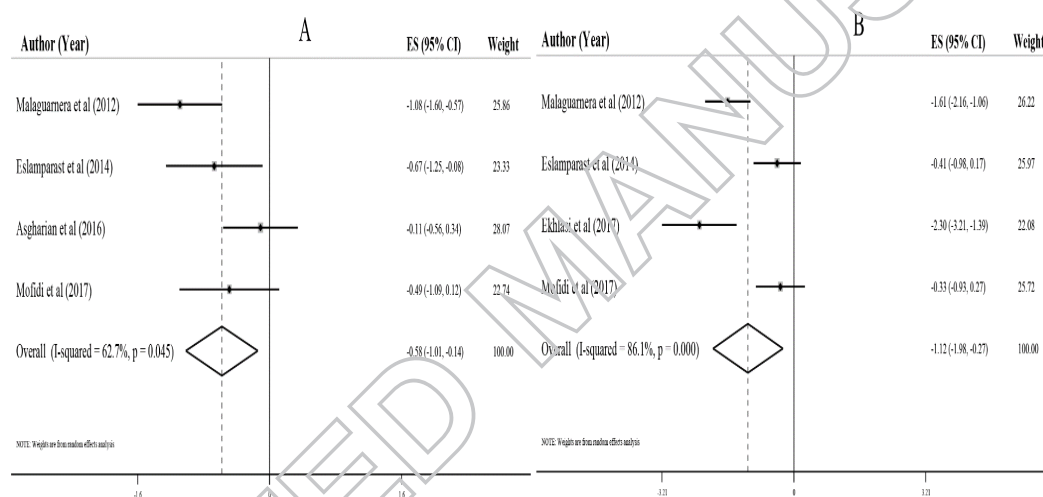 A
Author (Year) ES (95% CI) Weight
Malaguarnera et al (2012) -1.08 (-1.60, -0.57) 25.86
Eslamparast et al (2014) -0.67 (-1.25, -0.08) 23.33
Asgharian et al (2016) -0.11 (-0.56, 0.34) 28.07
Mofidi et al (2017) -0.49 (-1.09, 0.12) 22.74
Overall (I-squared = 62.7%, p = 0.045) -0.58 (-1.01, -0.14) 100.00
NOTE: Weights are from random effects analysis
-1.6 0 1.6
B
Author (Year) ES (95% CI) Weight
Malaguarnera et al (2012) -1.61 (-2.16, -1.06) 26.22
Eslamparast et al (2014) -0.41 (-0.98, 0.17) 25.97
Ekhlasi et al (2017) -2.30 (-3.21, -1.39) 22.08
Mofidi et al (2017) -0.33 (-0.93, 0.27) 25.72
Overall (I-squared = 86.1%, p = 0.000) -1.12 (-1.98, -0.27) 100.00
NOTE: Weights are from random effects analysis
-3.21 0 3.21
ED MANUS